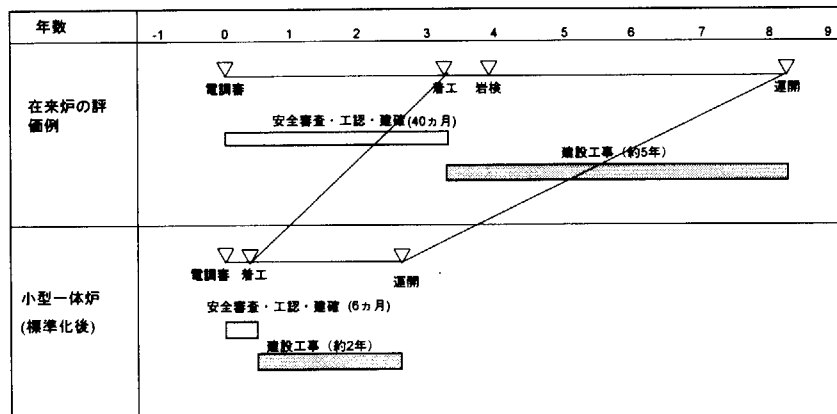 年数
-1 0 1 2 3 4 5 6 7 8 9
電調審 着工 岩検 運開
在来炉の評
価例
安全審査・工認・建確(40ヵ月)
建設工事(約5年)
電調審 着工 運開
小型一体炉
(標準化後)
安全審査・工認・建確 (6ヵ月)
建設工事(約2年)